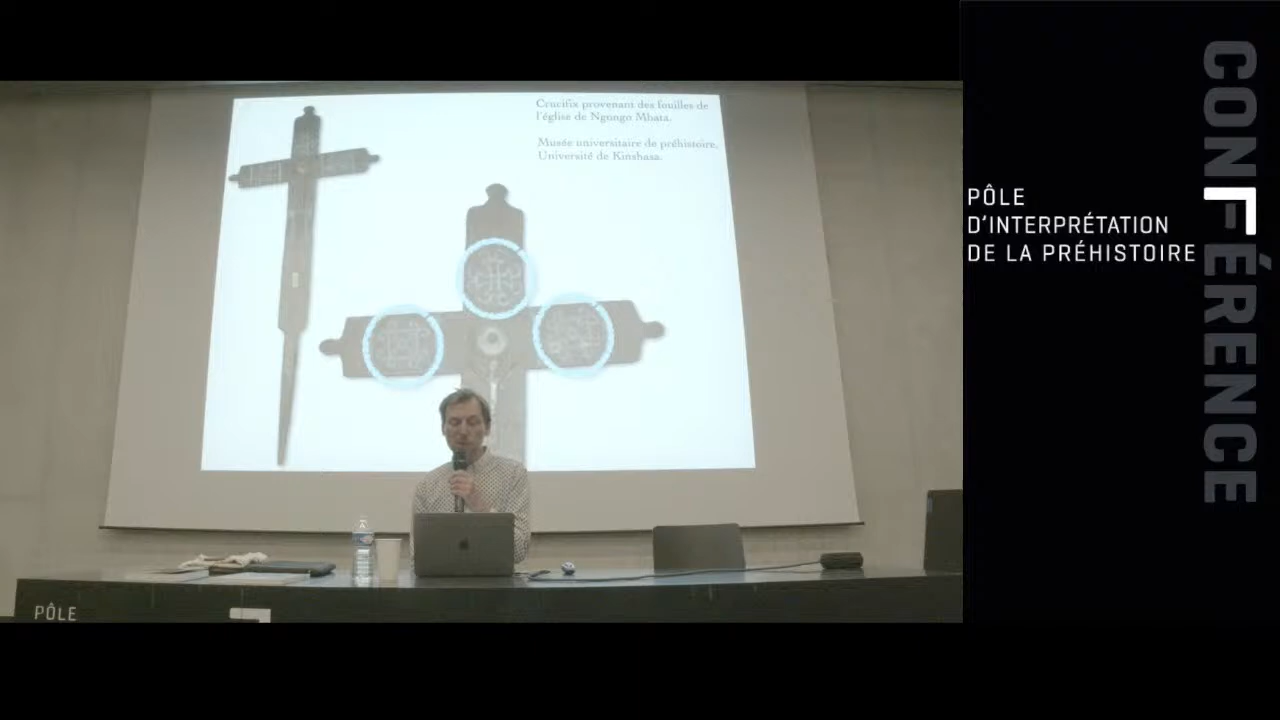 Crucifix provenant des fouilles de
l'église de Ngongo Mbata.
Musée universitaire de préhistoire,
Université de Kinshasa.
PÔLE
D'INTERPRÉTATION
DE LA PRÉHISTOIRE
CONFÉRENCE
PÔLE